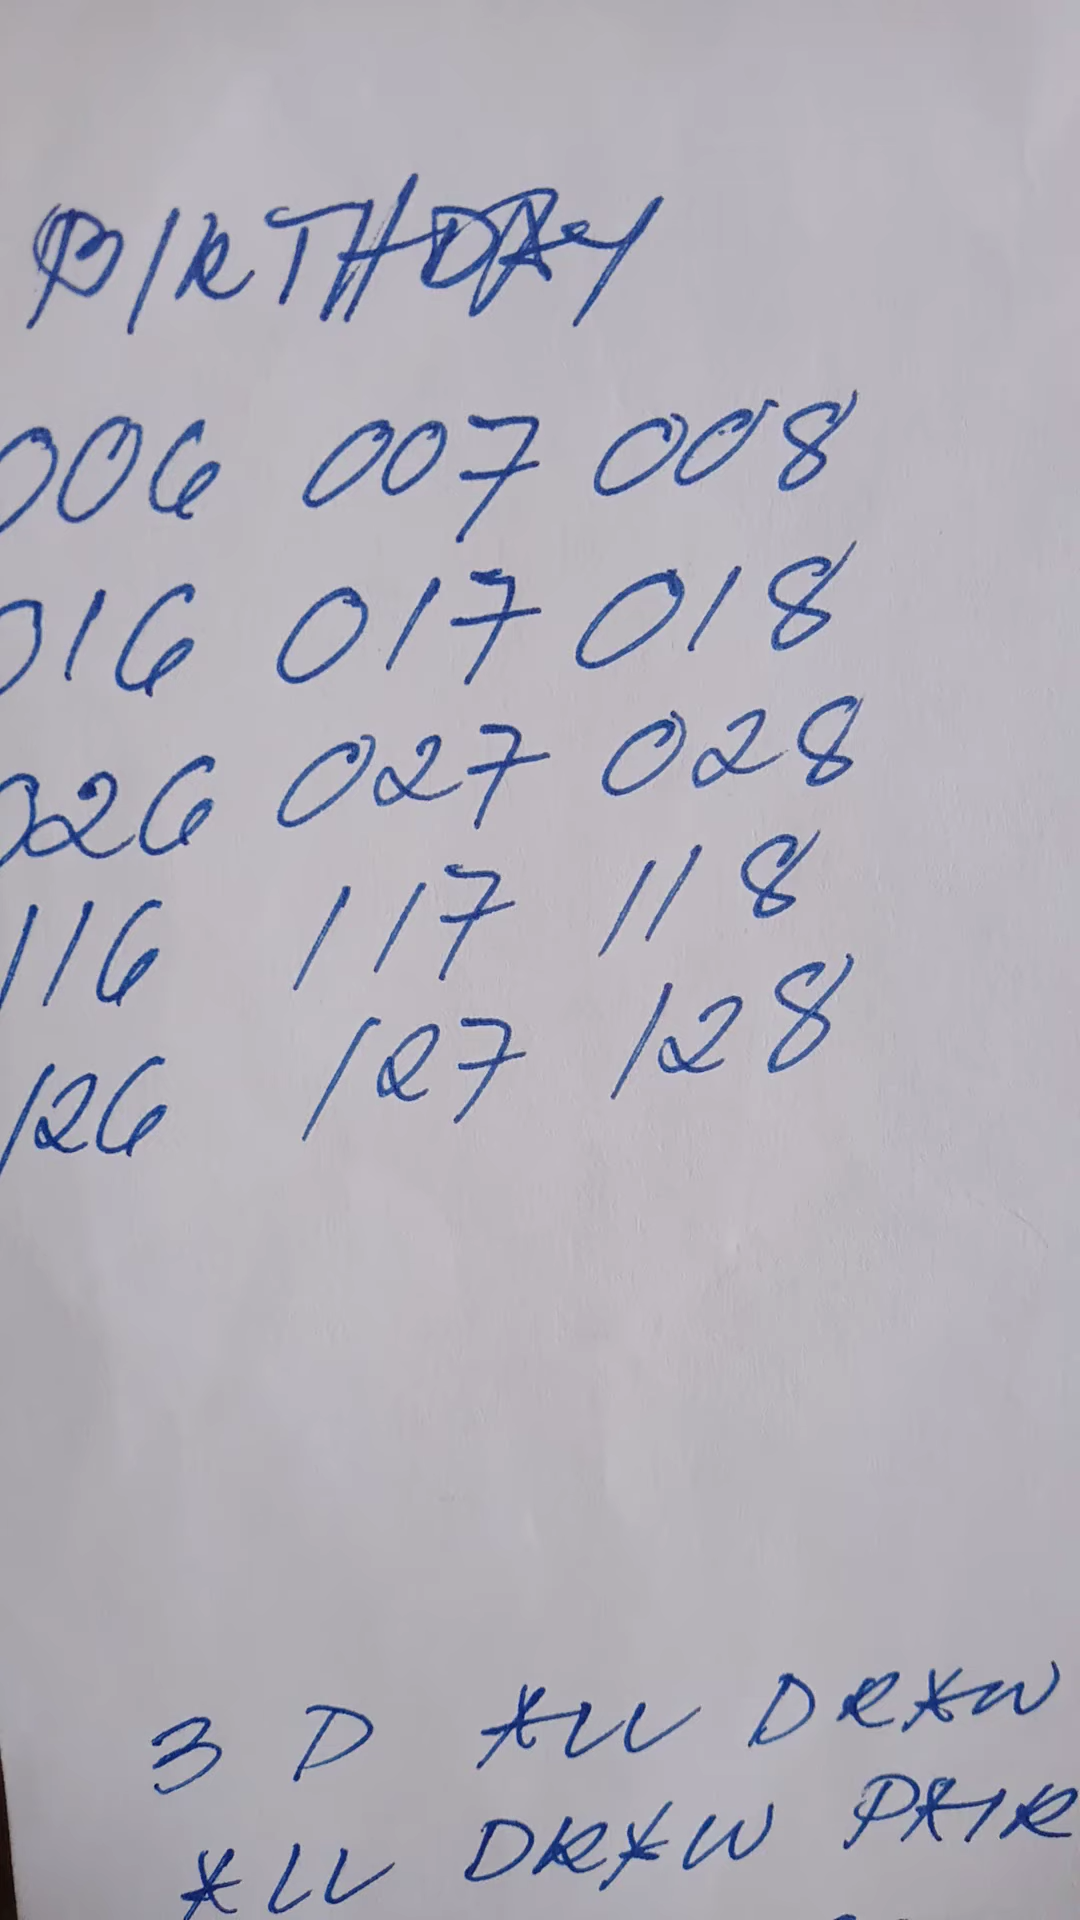 BIRTHDAY
006 007 008
016 017 018
026 027 028
116 117 118
126 127 128
3 D ALL DRAW
ALL DRAW PAIR